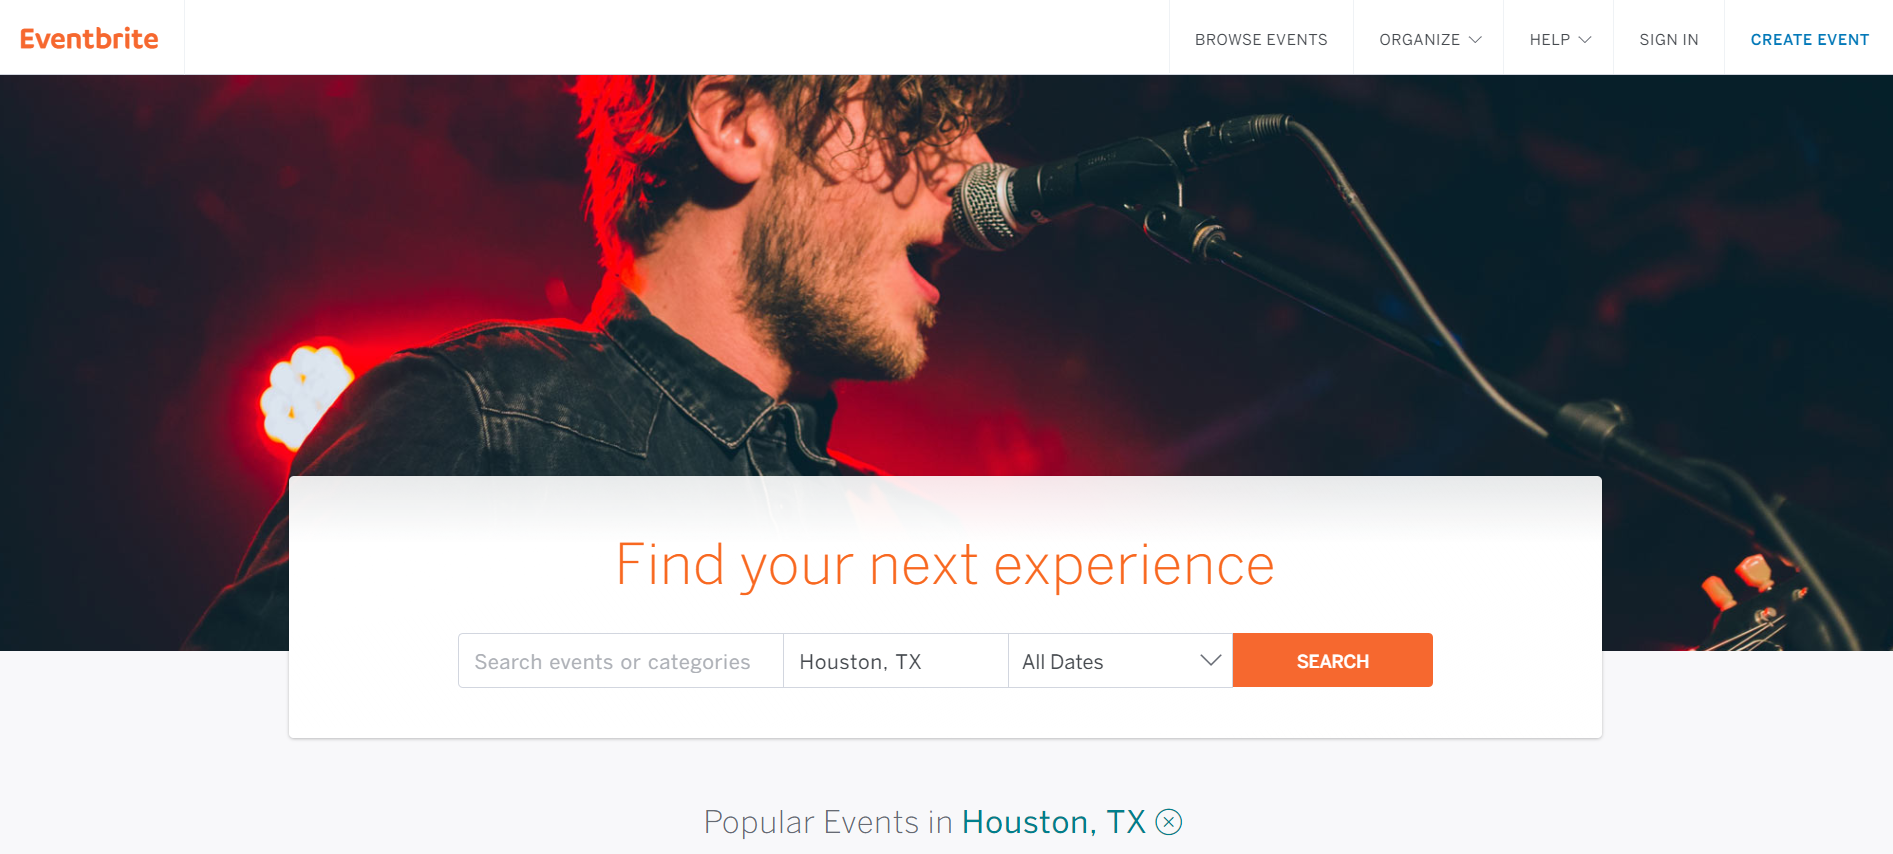 Eventbrite
BROWSE EVENTS
ORGANIZE
HELP
SIGN IN
CREATE EVENT
Find your next experience
Search events or categories
Houston, TX
All Dates
SEARCH
Popular Events in Houston, TX